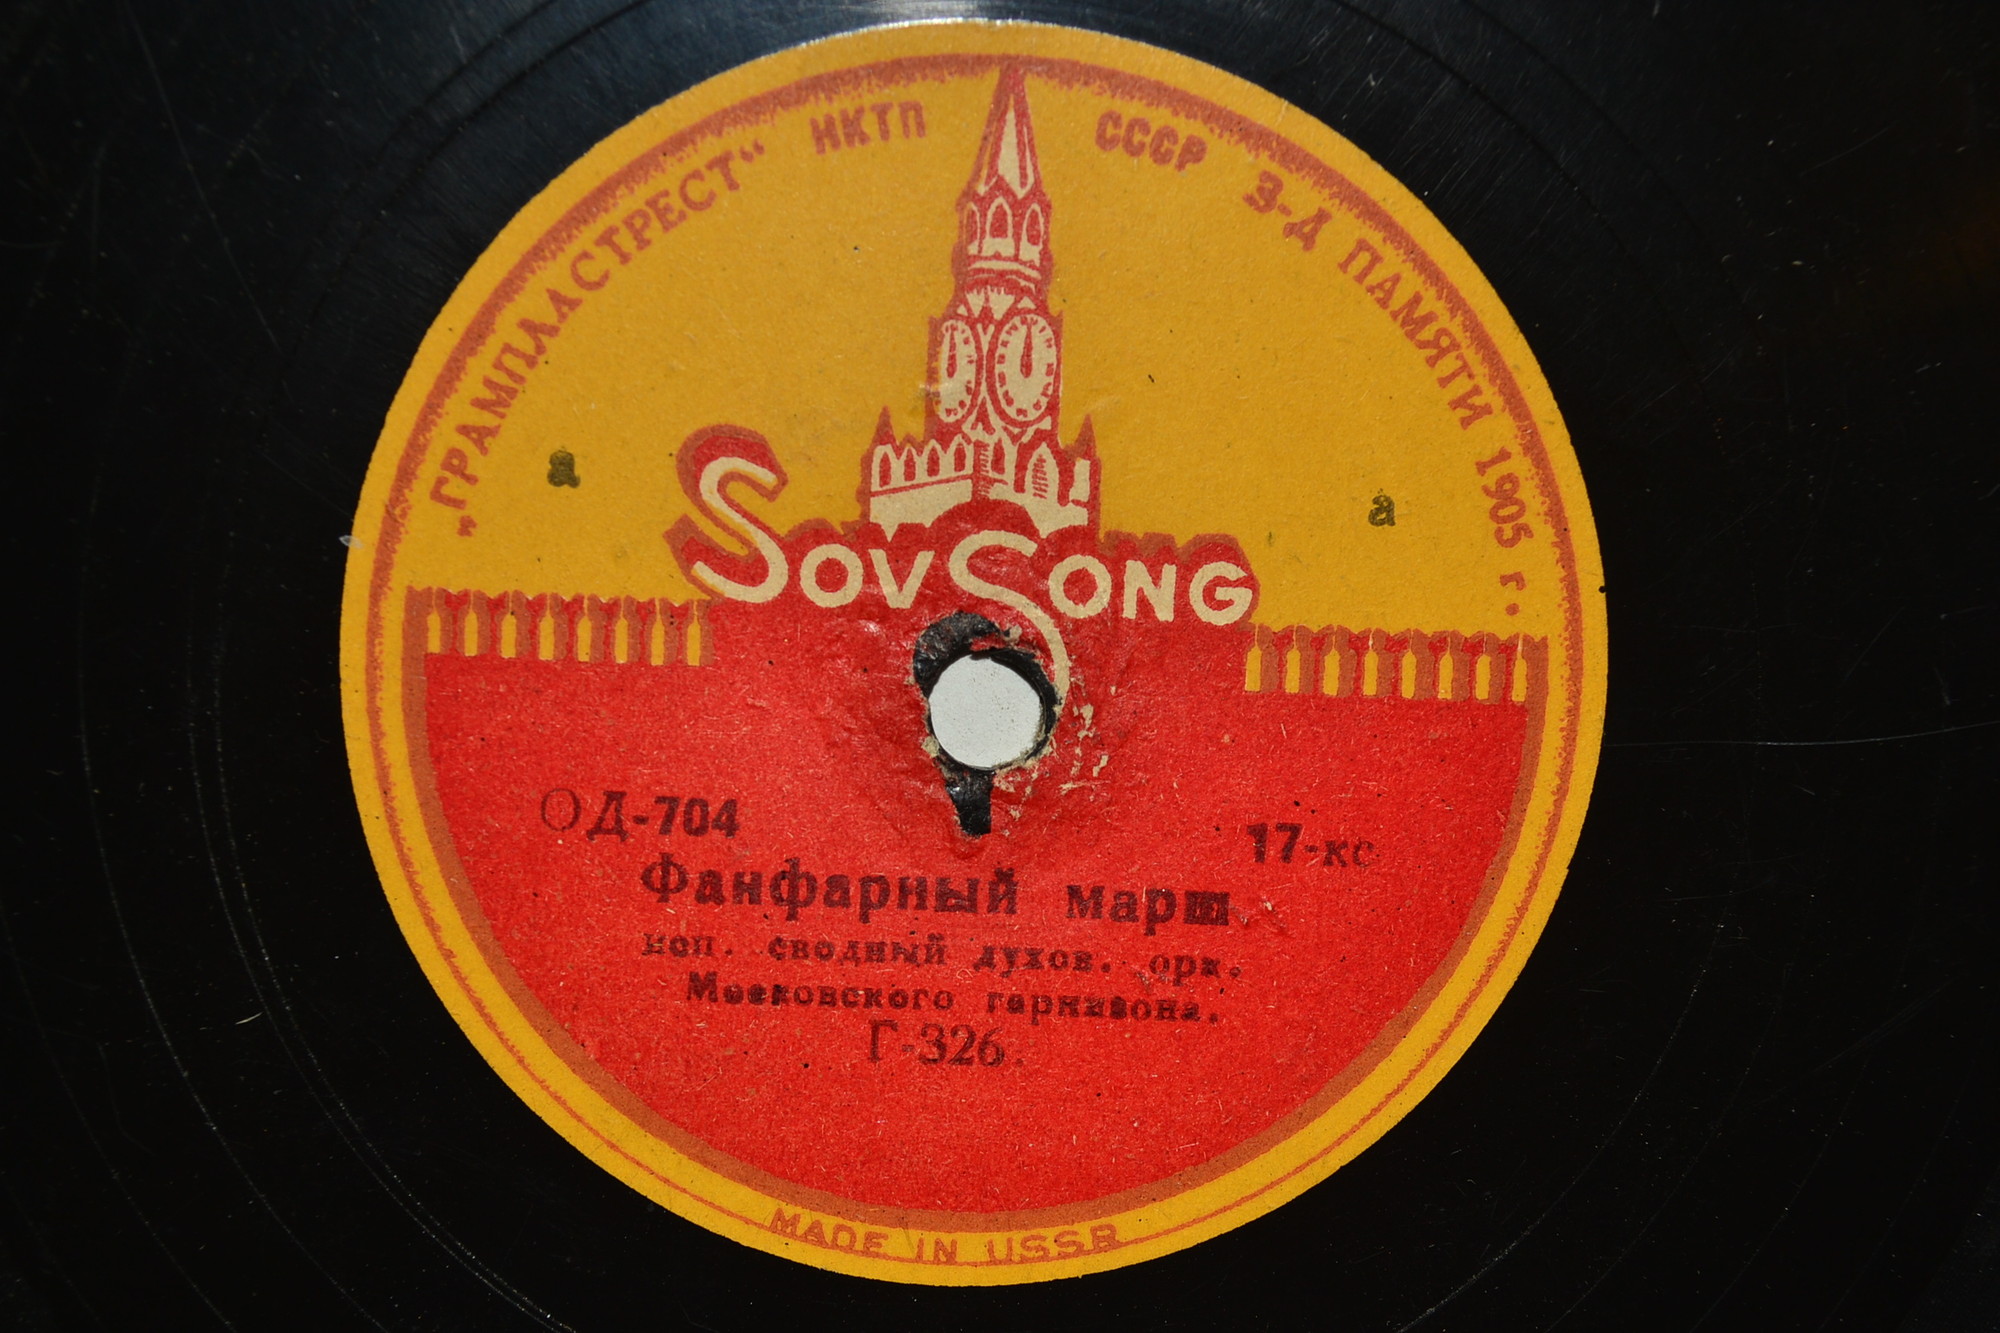 „ГРАМПЛАСТРЕСТ“ НКТП СССР З-Д ПАМЯТИ 1905 г.
а а
SOVSONG
ОД-704 17-кс
Фанфарный марш
исп. сводный духов. орк.
Московского гарнизона.
Г-326.
MADE IN USSR